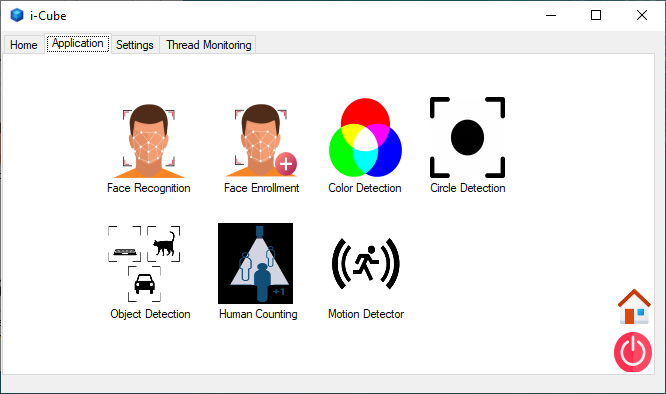 i-Cube
Home Application Settings Thread Monitoring
Face Recognition Face Enrollment Color Detection Circle Detection
+1
Object Detection Human Counting Motion Detector